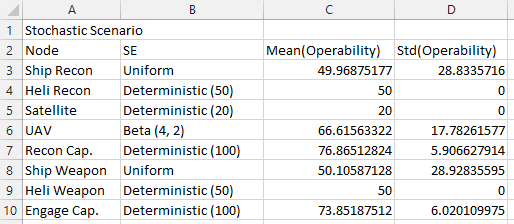 A B C D
1 Stochastic Scenario
2 Node SE Mean(Operability) Std(Operability)
3 Ship Recon Uniform 49.96875177 28.8335716
4 Heli Recon Deterministic (50) 50 0
5 Satellite Deterministic (20) 20 0
6 UAV Beta (4, 2) 66.61563322 17.78261577
7 Recon Cap. Deterministic (100) 76.86512824 5.906627914
8 Ship Weapon Uniform 50.10587128 28.92835595
9 Heli Weapon Deterministic (50) 50 0
10 Engage Cap. Deterministic (100) 73.85187512 6.020109975